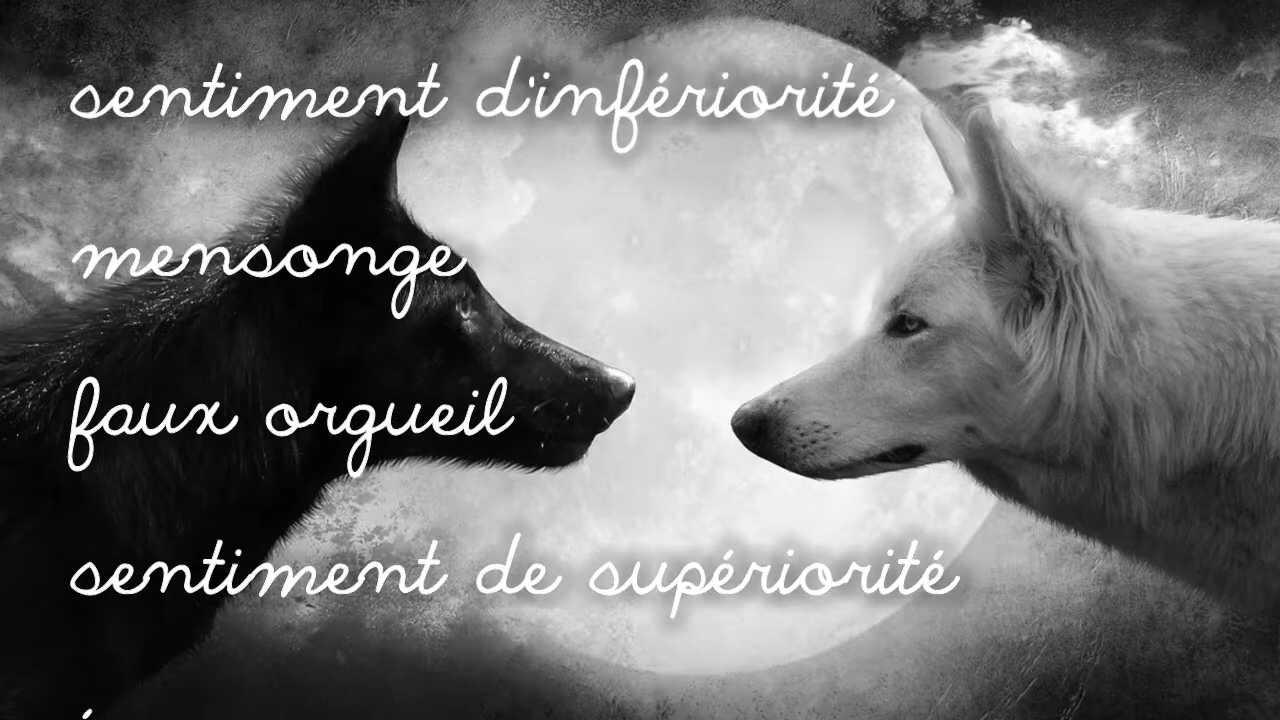 sentiment d'infériorité
mensonge
faux orgueil
sentiment de supériorité